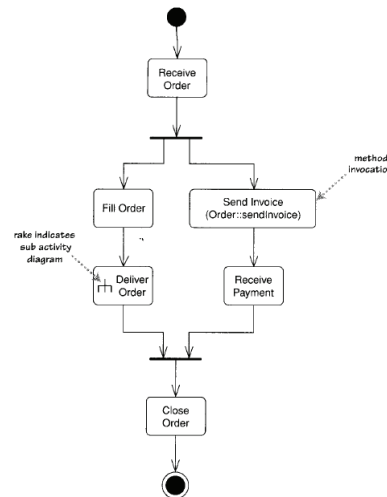 Receive
Order
method
invocatio
Fill Order
Send Invoice
(Order::sendInvoice)
rake indicates
sub activity
diagram
Deliver
Order
Receive
Payment
Close
Order